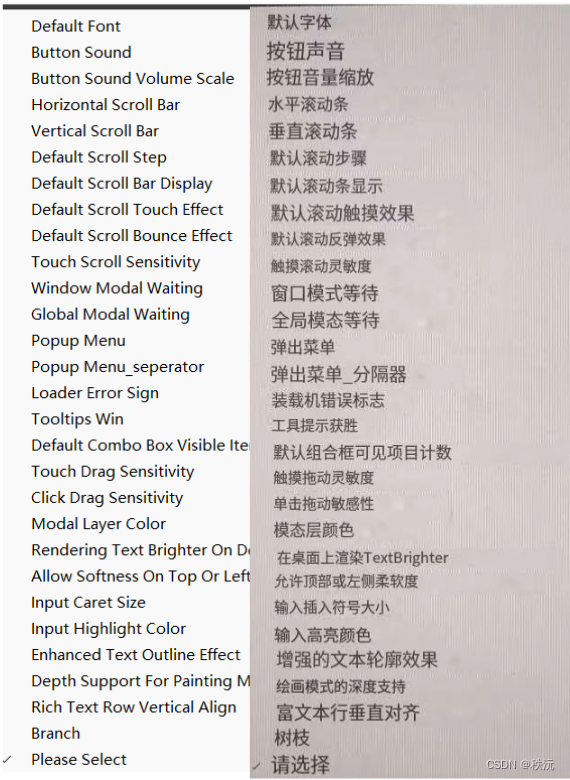 Default Font 默认字体
Button Sound 按钮声音
Button Sound Volume Scale 按钮音量缩放
Horizontal Scroll Bar 水平滚动条
Vertical Scroll Bar 垂直滚动条
Default Scroll Step 默认滚动步骤
Default Scroll Bar Display 默认滚动条显示
Default Scroll Touch Effect 默认滚动触摸效果
Default Scroll Bounce Effect 默认滚动反弹效果
Touch Scroll Sensitivity 触摸滚动灵敏度
Window Modal Waiting 窗口模式等待
Global Modal Waiting 全局模态等待
Popup Menu 弹出菜单
Popup Menu_seperator 弹出菜单_分隔器
Loader Error Sign 装载机错误标志
Tooltips Win 工具提示获胜
Default Combo Box Visible Ite 默认组合框可见项目计数
Touch Drag Sensitivity 触摸拖动灵敏度
Click Drag Sensitivity 单击拖动敏感性
Modal Layer Color 模态层颜色
Rendering Text Brighter On De 在桌面上渲染TextBrighter
Allow Softness On Top Or Left 允许顶部或左侧柔软度
Input Caret Size 输入插入符号大小
Input Highlight Color 输入高亮颜色
Enhanced Text Outline Effect 增强的文本轮廓效果
Depth Support For Painting M 绘画模式的深度支持
Rich Text Row Vertical Align 富文本行垂直对齐
Branch 树枝
✓ Please Select ✓ 请选择
CSDN @秩沅